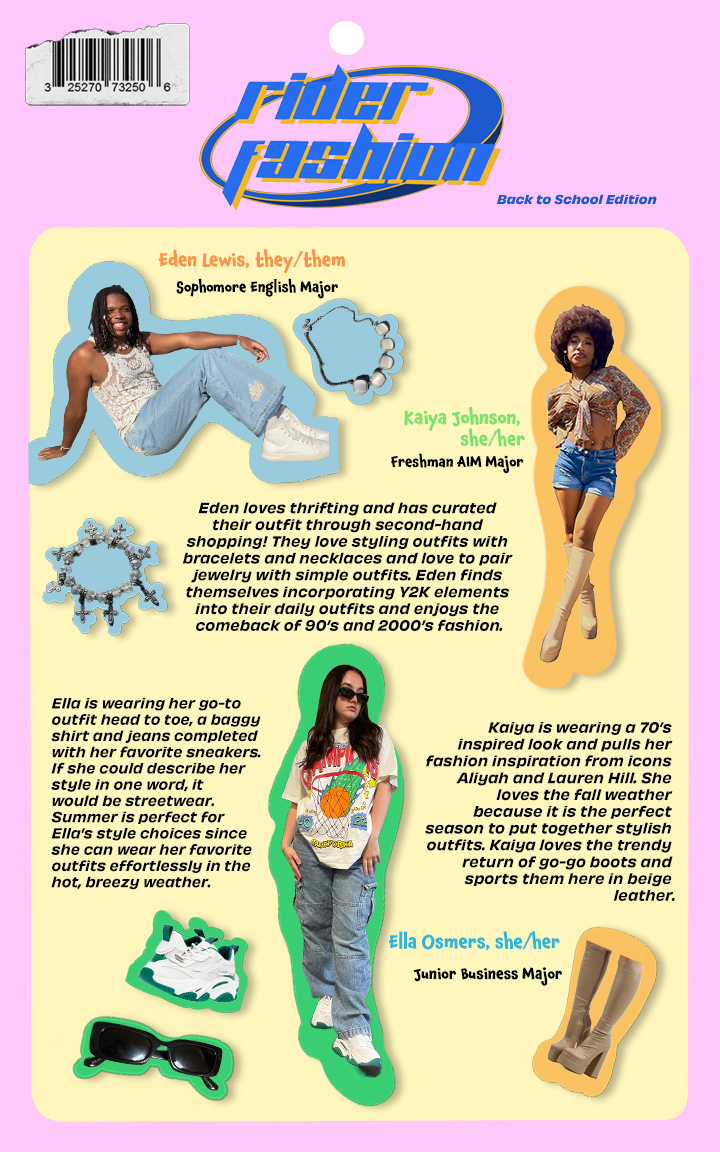 3 25270 73250 6
rider
fashion
Back to School Edition
Eden Lewis, they/them
Sophomore English Major
Kaiya Johnson,
she/her
Freshman AIM Major
Eden loves thrifting and has curated
their outfit through second-hand
shopping! They love styling outfits with
bracelets and necklaces and love to pair
jewelry with simple outfits. Eden finds
themselves incorporating Y2K elements
into their daily outfits and enjoys the
comeback of 90's and 2000's fashion.
Ella is wearing her go-to
outfit head to toe, a baggy
shirt and jeans completed
with her favorite sneakers.
If she could describe her
style in one word, it
would be streetwear.
Summer is perfect for
Ella's style choices since
she can wear her favorite
outfits effortlessly in the
hot, breezy weather.
Kaiya is wearing a 70's
inspired look and pulls her
fashion inspiration from icons
Aliyah and Lauren Hill. She
loves the fall weather
because it is the perfect
season to put together stylish
outfits. Kaiya loves the trendy
return of go-go boots and
sports them here in beige
leather.
CALIFORNIA
Ella Osmers, she/her
Junior Business Major